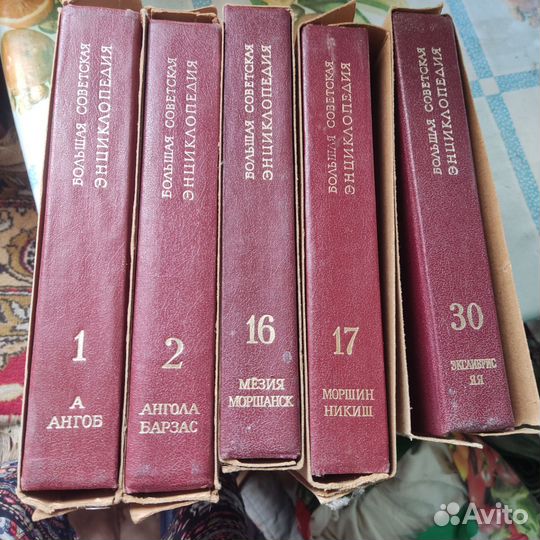 БОЛЬШАЯ СОВЕТСКАЯ
ЭНЦИКЛОПЕДИЯ
1
А
АНГОБ
БОЛЬШАЯ СОВЕТСКАЯ
ЭНЦИКЛОПЕДИЯ
2
АНГОЛА
БАРЗАС
БОЛЬШАЯ СОВЕТСКАЯ
ЭНЦИКЛОПЕДИЯ
16
МЁЗИЯ
МОРШАНСК
БОЛЬШАЯ СОВЕТСКАЯ
ЭНЦИКЛОПЕДИЯ
17
МОРШИН
НИКИШ
БОЛЬШАЯ СОВЕТСКАЯ
ЭНЦИКЛОПЕДИЯ
30
ЭКСЛИБРИС
ЯЯ
Avito